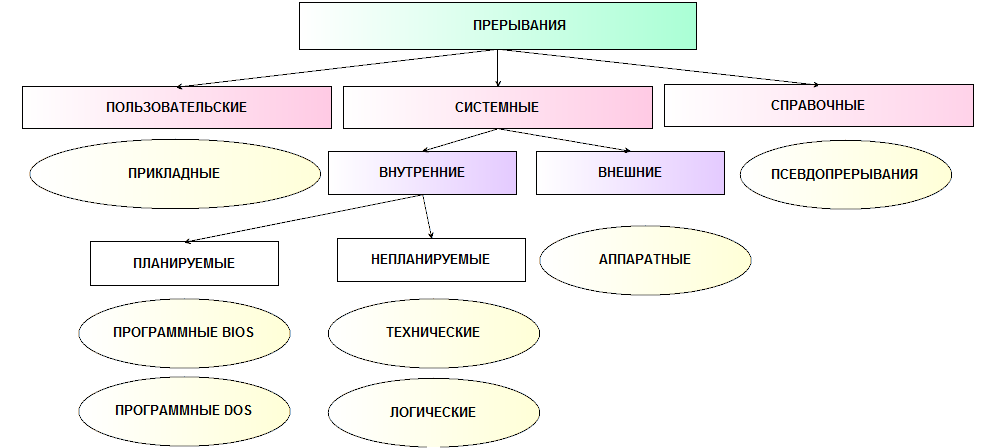 ПРЕРЫВАНИЯ
ПОЛЬЗОВАТЕЛЬСКИЕ
СИСТЕМНЫЕ
СПРАВОЧНЫЕ
ПРИКЛАДНЫЕ
ВНУТРЕННИЕ
ВНЕШНИЕ
ПСЕВДОПРЕРЫВАНИЯ
ПЛАНИРУЕМЫЕ
НЕПЛАНИРУЕМЫЕ
АППАРАТНЫЕ
ПРОГРАММНЫЕ BIOS
ТЕХНИЧЕСКИЕ
ПРОГРАММНЫЕ DOS
ЛОГИЧЕСКИЕ